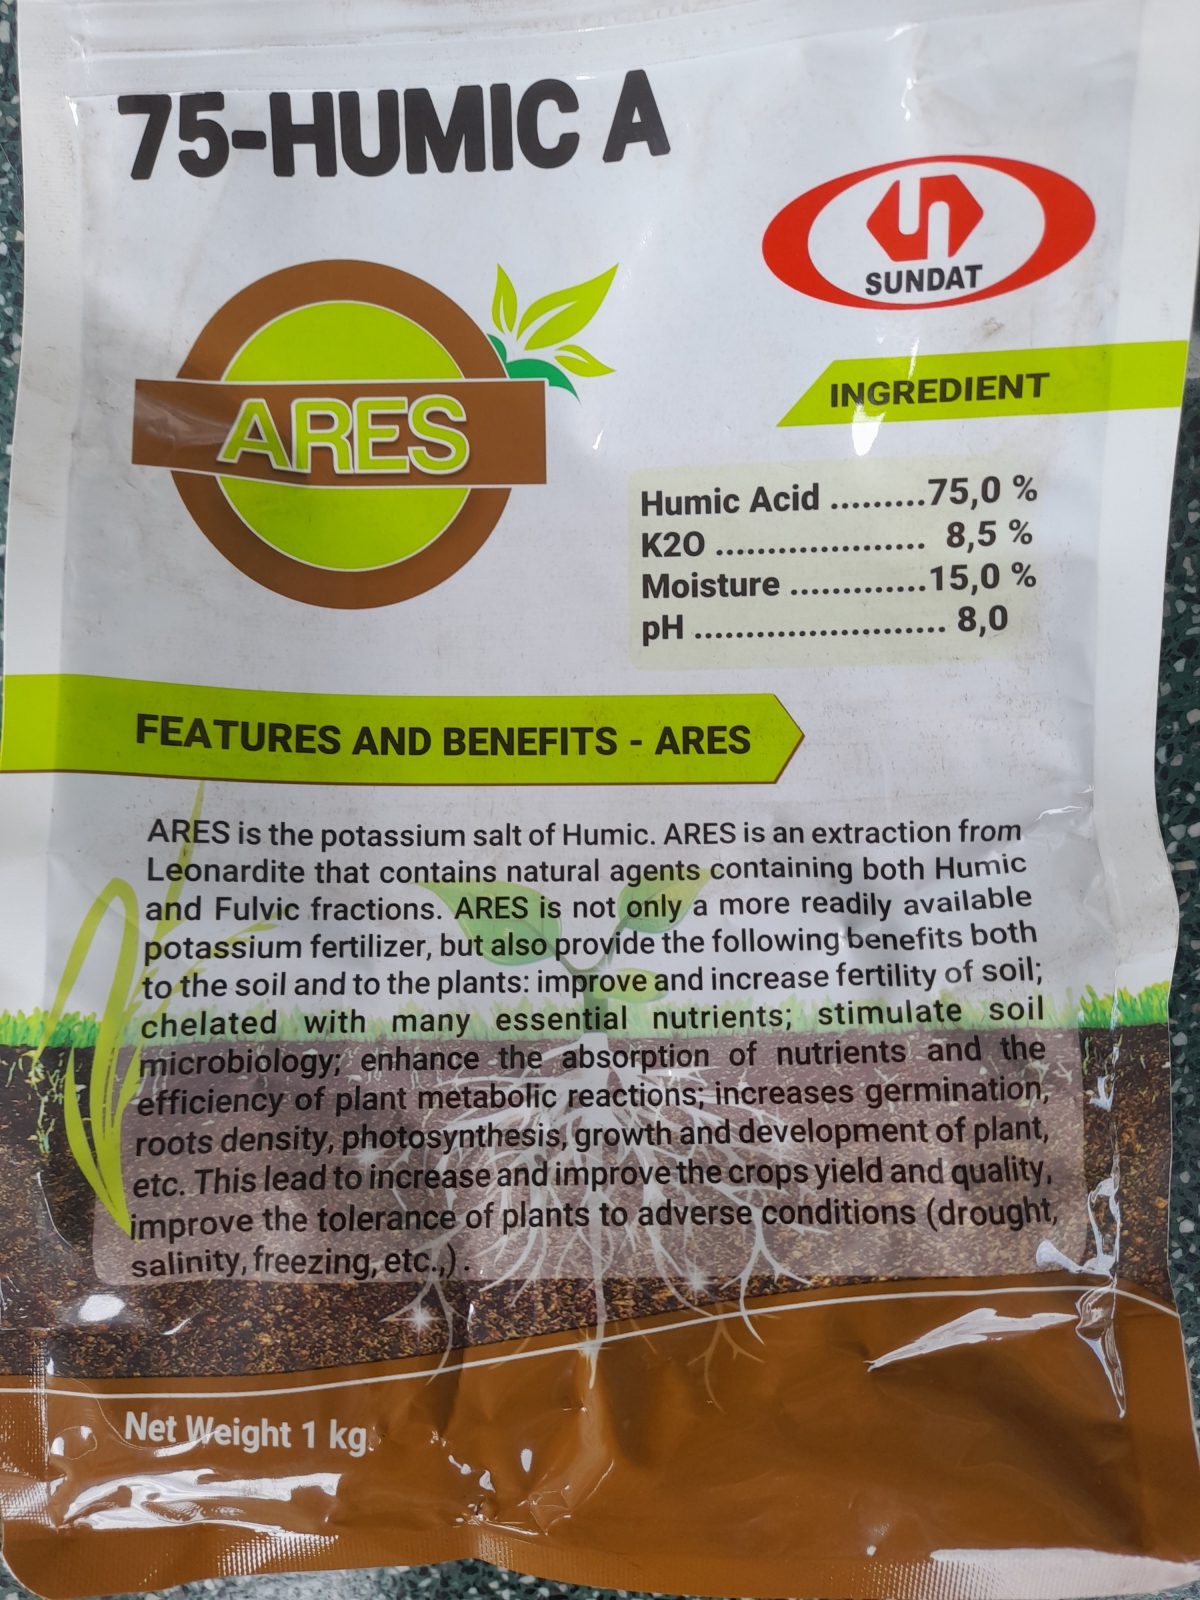 75-HUMIC A
SUNDAT
ARES
INGREDIENT
Humic Acid .........75,0 %
K2O .................... 8,5 %
Moisture .............15,0 %
pH ........................ 8,0
FEATURES AND BENEFITS - ARES
ARES is the potassium salt of Humic. ARES is an extraction from
Leonardite that contains natural agents containing both Humic
and Fulvic fractions. ARES is not only a more readily available
potassium fertilizer, but also provide the following benefits both
to the soil and to the plants: improve and increase fertility of soil;
chelated with many essential nutrients; stimulate soil
microbiology; enhance the absorption of nutrients and the
efficiency of plant metabolic reactions; increases germination,
roots density, photosynthesis, growth and development of plant,
etc. This lead to increase and improve the crops yield and quality,
improve the tolerance of plants to adverse conditions (drought,
salinity, freezing, etc.,) .
Net Weight 1 kg